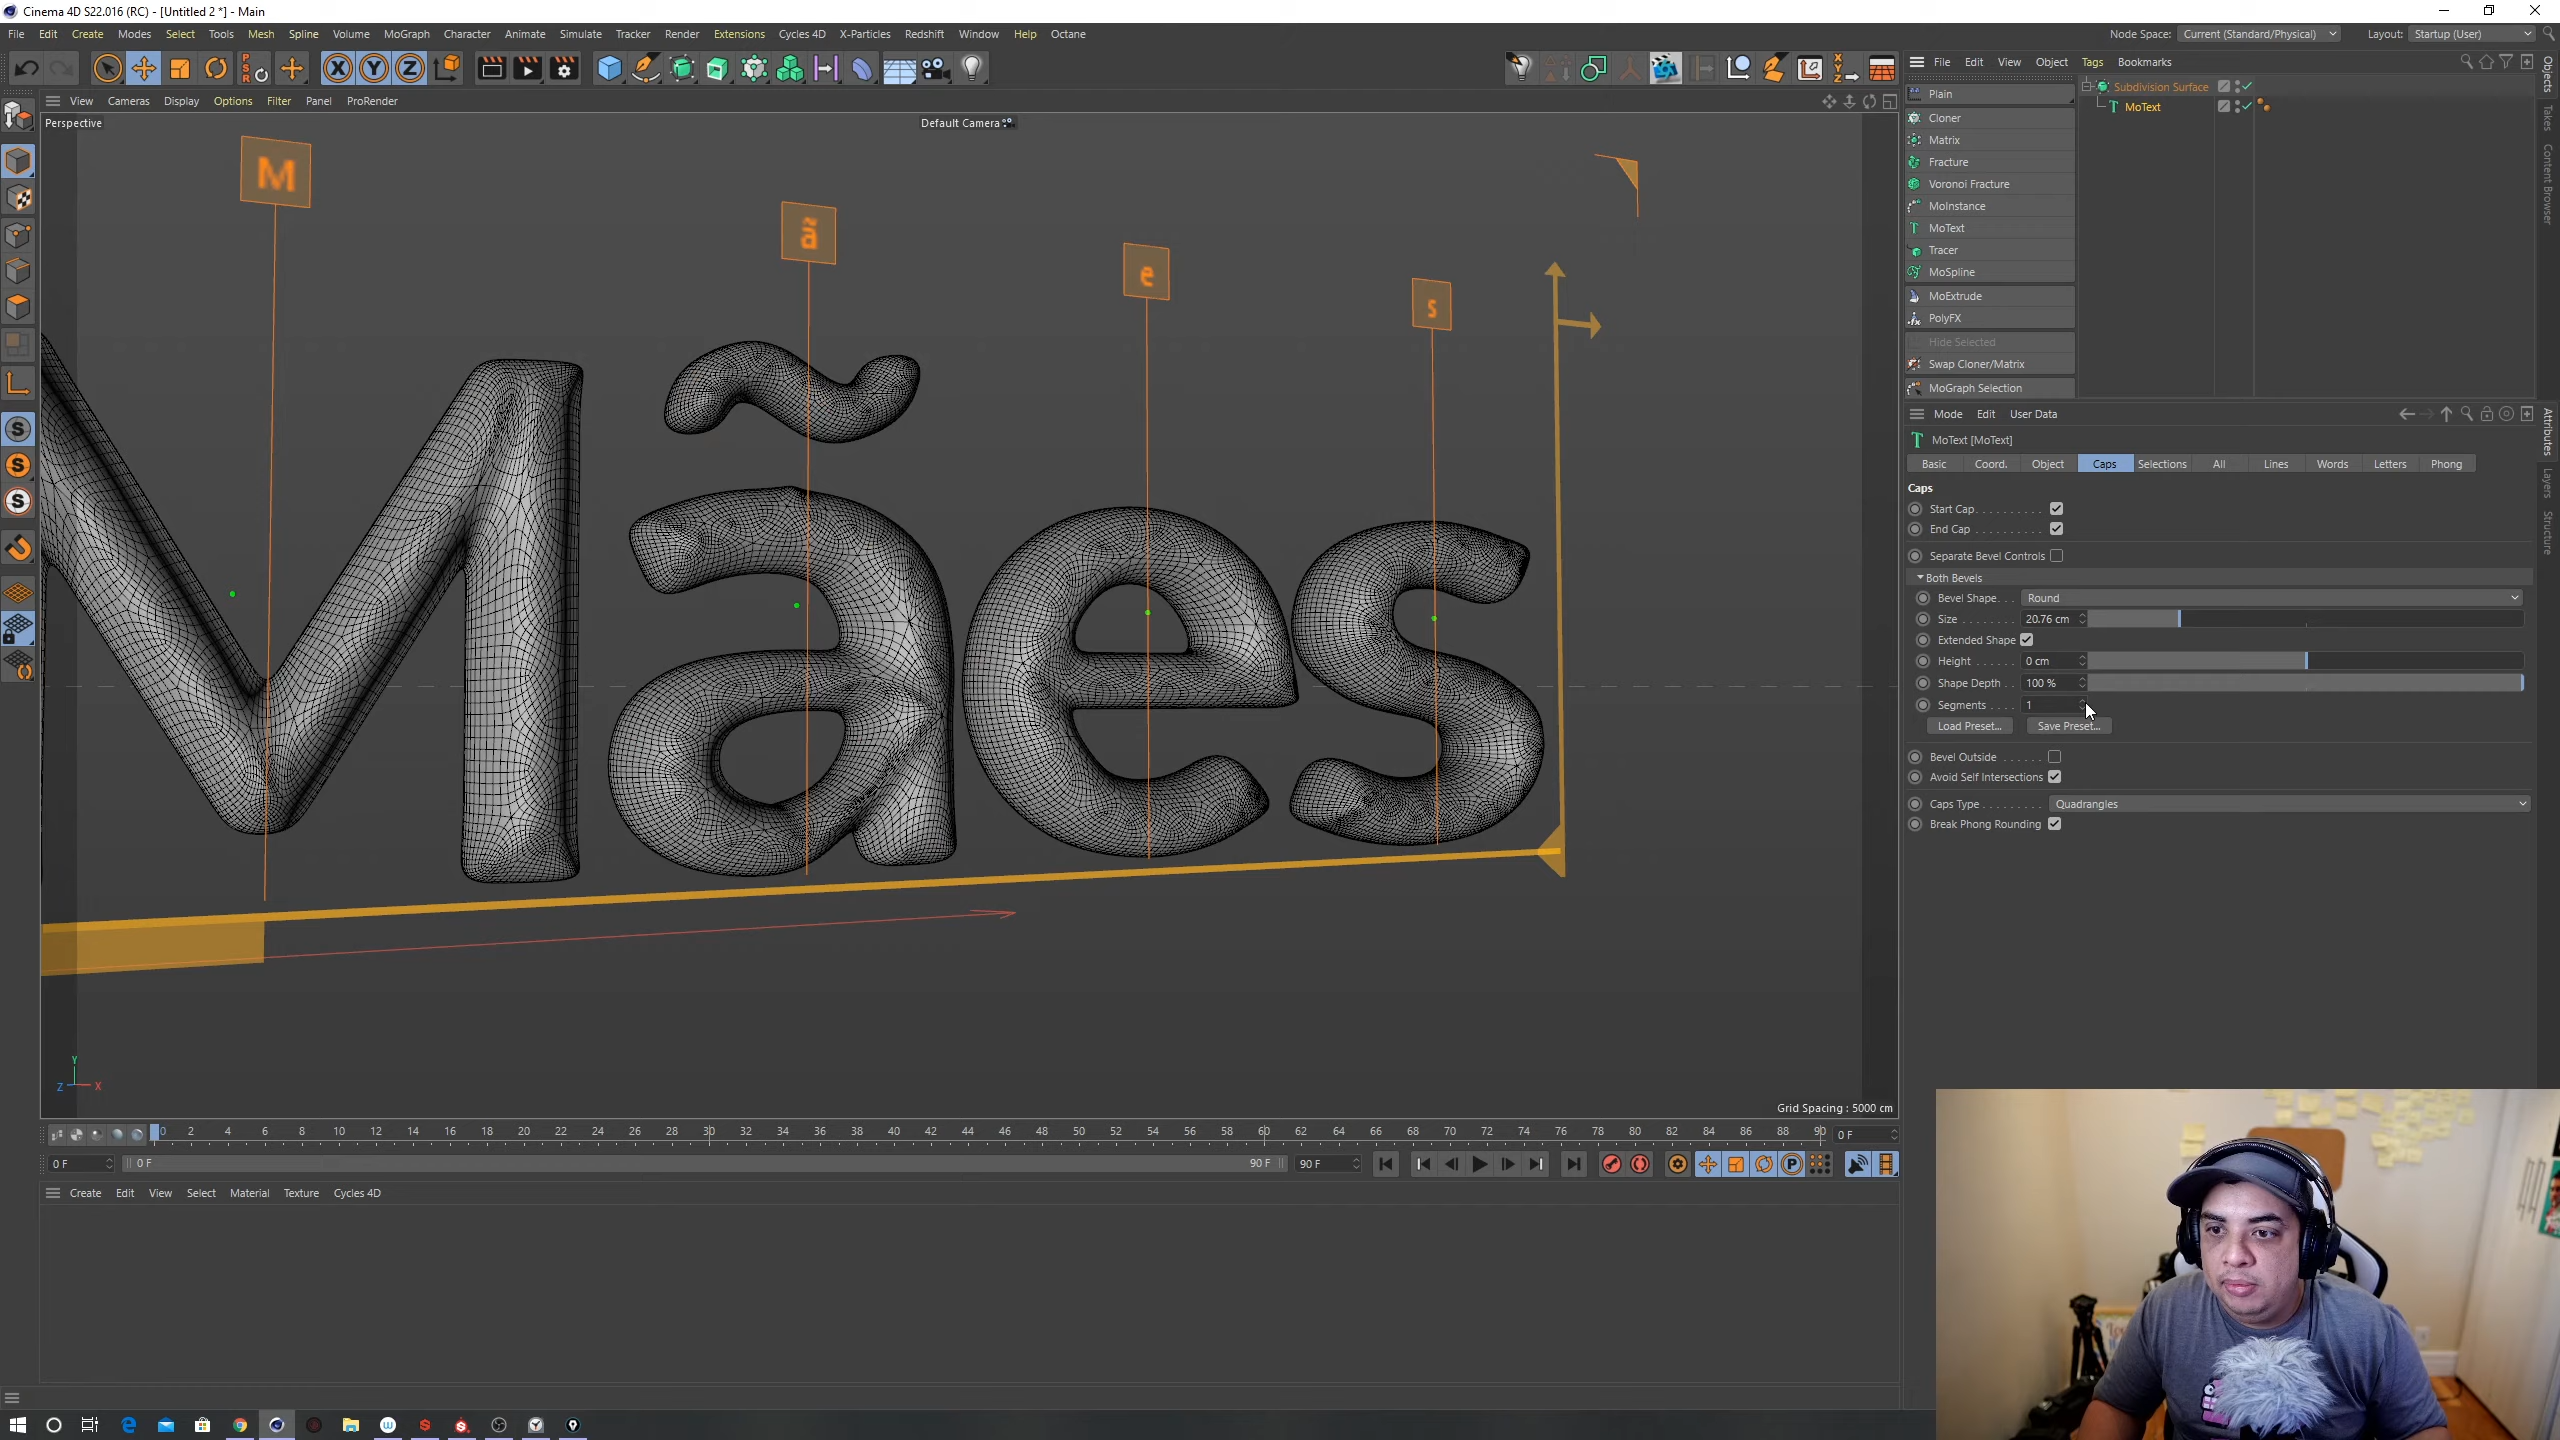 Cinema 4D S22.016 (RC) - [Untitled 2 *] - Main
File Edit Create Modes Select Tools Mesh Spline Volume MoGraph Character Animate Simulate Tracker Render Extensions Cycles 4D X-Particles Redshift Window Help Octane
Node Space: Current (Standard/Physical) Layout: Startup (User)
PSR X Y Z
File Edit View Object Tags Bookmarks
View Cameras Display Options Filter Panel ProRender
Perspective
Default Camera
Plain
Cloner
Matrix
Fracture
Voronoi Fracture
MoInstance
MoText
Tracer
MoSpline
MoExtrude
PolyFX
Hide Selected
Swap Cloner/Matrix
MoGraph Selection
Subdivision Surface
MoText
Objects
Takes
Content Browser
Attributes
Layers
Structure
M
ã
e
s
Mães
Mode Edit User Data
MoText [MoText]
Basic Coord. Object Caps Selections All Lines Words Letters Phong
Caps
Start Cap
End Cap
Separate Bevel Controls
Both Bevels
Bevel Shape Round
Size 20.76 cm
Extended Shape
Height 0 cm
Shape Depth 100 %
Segments 1
Load Preset... Save Preset...
Bevel Outside
Avoid Self Intersections
Caps Type Quadrangles
Break Phong Rounding
Y
Z X
Grid Spacing : 5000 cm
0 2 4 6 8 10 12 14 16 18 20 22 24 26 28 30 32 34 36 38 40 42 44 46 48 50 52 54 56 58 60 62 64 66 68 70 72 74 76 78 80 82 84 86 88 90 0 F
0 F 0 F 90 F 90 F
Create Edit View Select Material Texture Cycles 4D